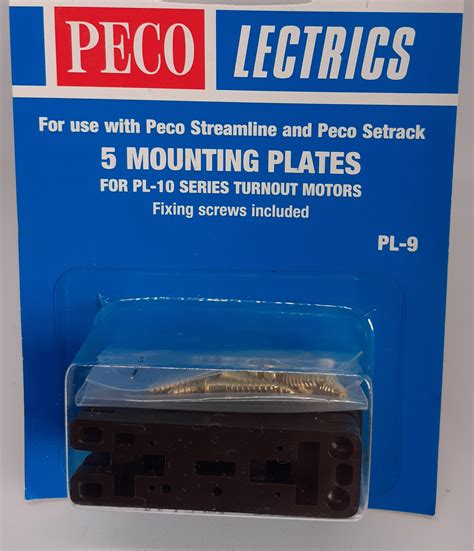 PECO LECTRICS
For use with Peco Streamline and Peco Setrack
5 MOUNTING PLATES
FOR PL-10 SERIES TURNOUT MOTORS
Fixing screws included
PL-9